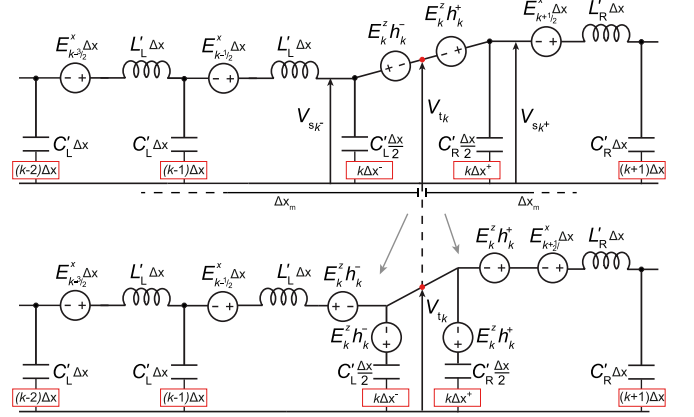 E^x_{k-3/2}Δx L'_L Δx E^x_{k-1/2}Δx L'_L Δx E^z_k h^-_k E^z_k h^+_k E^x_{k+1/2}Δx L'_R Δx
- + - + + - - + - +
V_{s_k^-} V_{t_k} V_{s_k^+}
C'_L Δx C'_L Δx C'_L Δx/2 C'_R Δx/2 C'_R Δx
(k-2)Δx (k-1)Δx kΔx^- kΔx^+ (k+1)Δx
Δx_m Δx_m
E^x_{k-3/2}Δx L'_L Δx E^x_{k-1/2}Δx L'_L Δx E^z_k h^-_k E^z_k h^+_k E^x_{k+1/2}Δx L'_R Δx
- + - + + - - + - +
V_{t_k}
- + E^z_k h^-_k - + E^z_k h^+_k
C'_L Δx C'_L Δx C'_L Δx/2 C'_R Δx/2 C'_R Δx
(k-2)Δx (k-1)Δx kΔx^- kΔx^+ (k+1)Δx